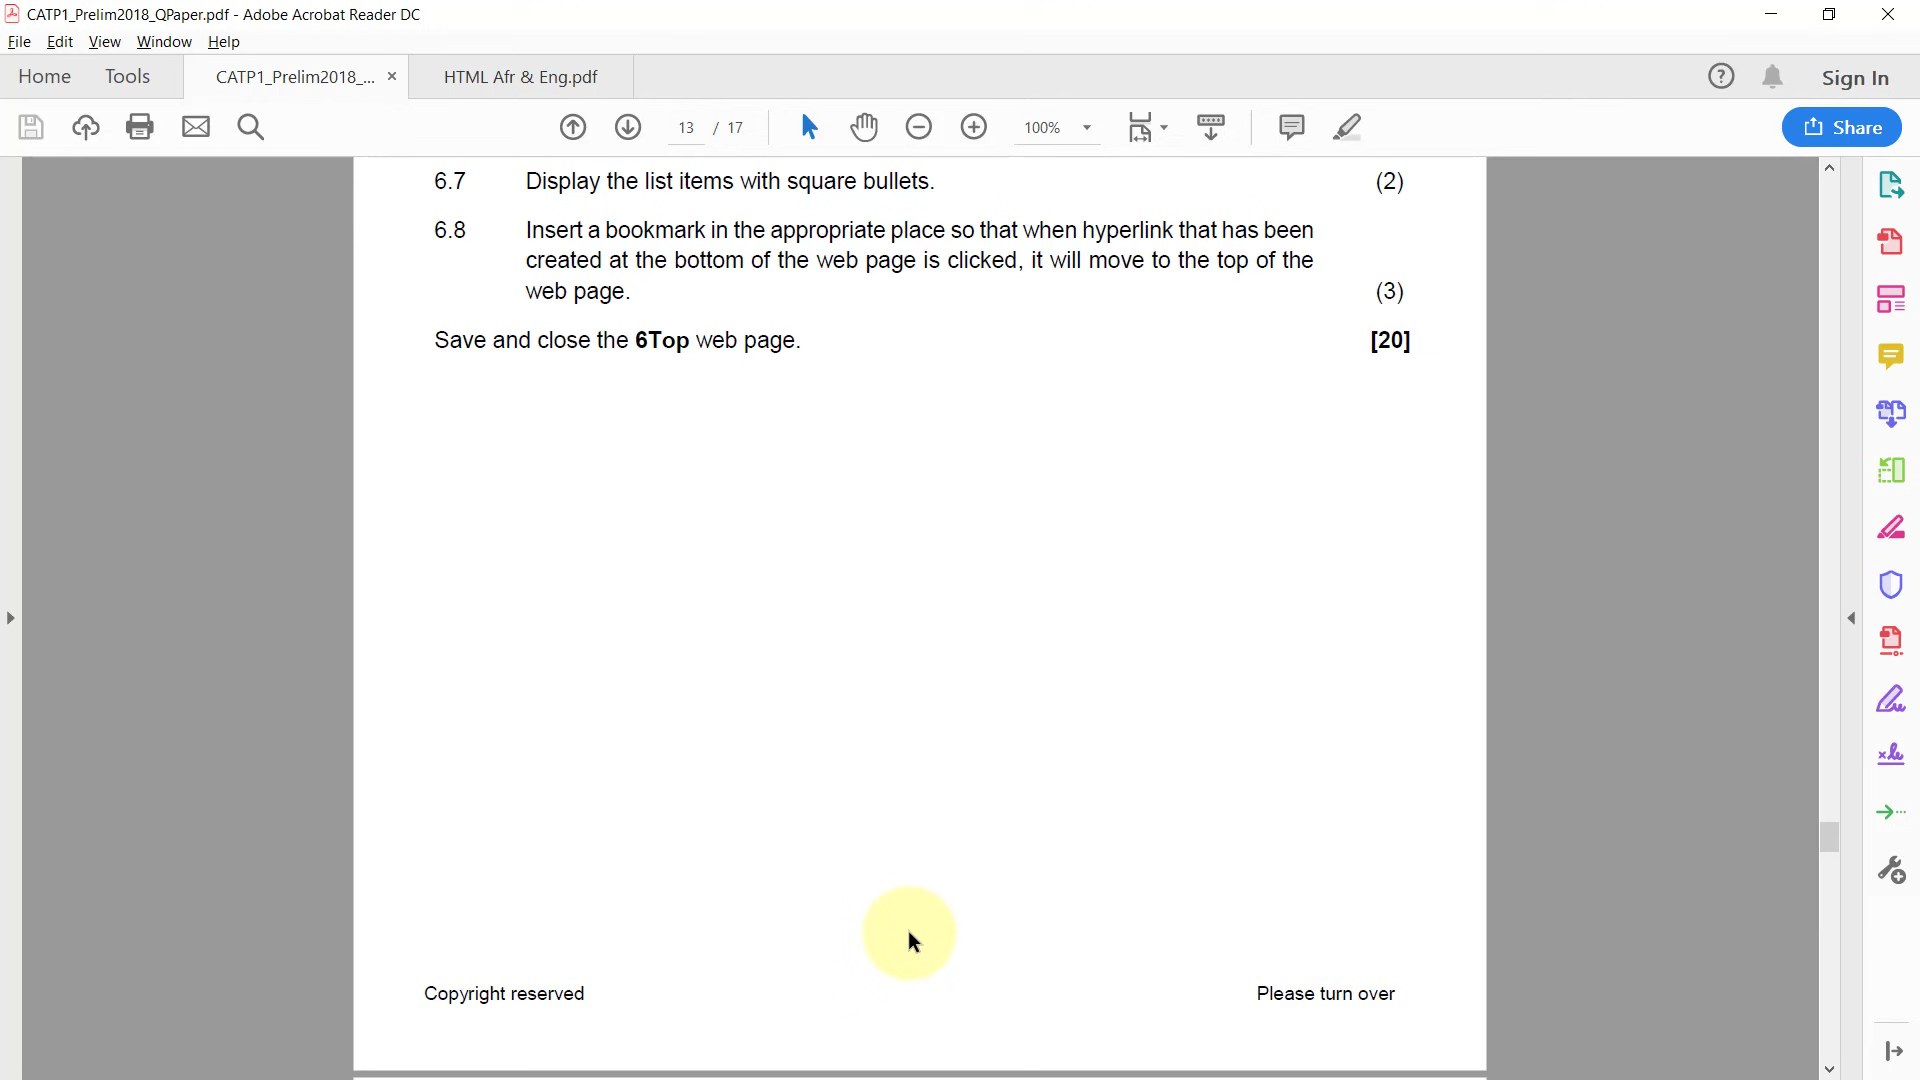 CATP1_Prelim2018_QPaper.pdf - Adobe Acrobat Reader DC
File Edit View Window Help
Home Tools CATP1_Prelim2018_... × HTML Afr & Eng.pdf Sign In
13 / 17 100% Share
6.7 Display the list items with square bullets. (2)
6.8 Insert a bookmark in the appropriate place so that when hyperlink that has been
created at the bottom of the web page is clicked, it will move to the top of the
web page. (3)
Save and close the 6Top web page. [20]
Copyright reserved Please turn over